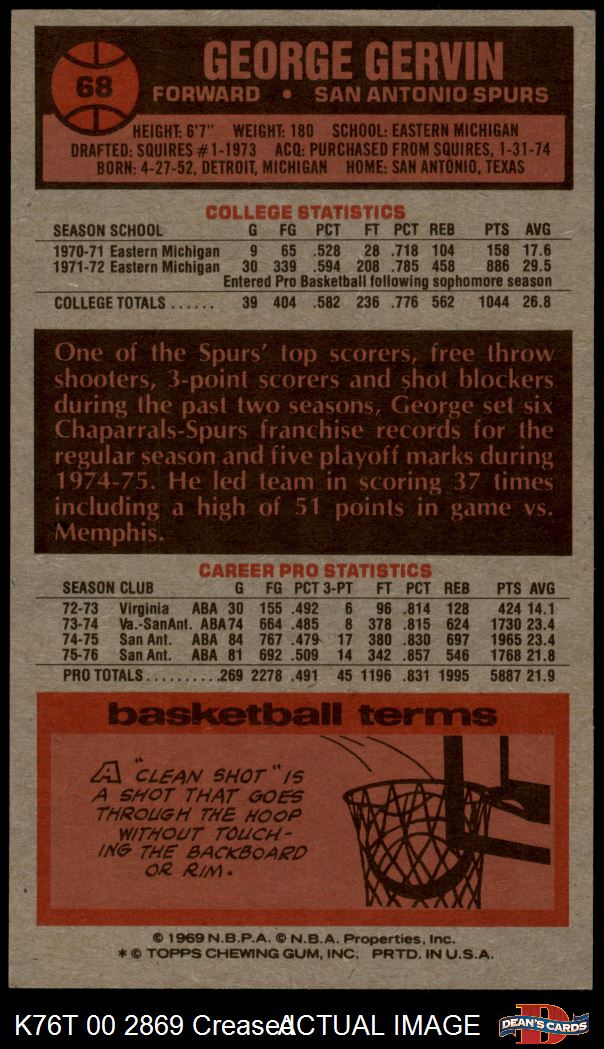 68
GEORGE GERVIN
FORWARD • SAN ANTONIO SPURS
HEIGHT: 6'7" WEIGHT: 180 SCHOOL: EASTERN MICHIGAN
DRAFTED: SQUIRES #1-1973 ACQ: PURCHASED FROM SQUIRES, 1-31-74
BORN: 4-27-52, DETROIT, MICHIGAN HOME: SAN ANTONIO, TEXAS
COLLEGE STATISTICS
SEASON SCHOOL G FG PCT FT PCT REB PTS AVG
1970-71 Eastern Michigan 9 65 .528 28 .718 104 158 17.6
1971-72 Eastern Michigan 30 339 .594 208 .785 458 886 29.5
Entered Pro Basketball following sophomore season
COLLEGE TOTALS ...... 39 404 .582 236 .776 562 1044 26.8
One of the Spurs' top scorers, free throw
shooters, 3-point scorers and shot blockers
during the past two seasons, George set six
Chaparrals-Spurs franchise records for the
regular season and five playoff marks during
1974-75. He led team in scoring 37 times
including a high of 51 points in game vs.
Memphis.
CAREER PRO STATISTICS
SEASON CLUB G FG PCT 3-PT FT PCT REB PTS AVG
72-73 Virginia ABA 30 155 .492 6 96 .814 128 424 14.1
73-74 Va.-SanAnt. ABA 74 664 .485 8 378 .815 624 1730 23.4
74-75 San Ant. ABA 84 767 .479 17 380 .830 697 1965 23.4
75-76 San Ant. ABA 81 692 .509 14 342 .857 546 1768 21.8
PRO TOTALS.......... 269 2278 .491 45 1196 .831 1995 5887 21.9
basketball terms
A "CLEAN SHOT" IS
A SHOT THAT GOES
THROUGH THE HOOP
WITHOUT TOUCH-
ING THE BACKBOARD
OR RIM.
© 1969 N.B.P.A. © N.B.A. Properties, Inc.
* © TOPPS CHEWING GUM, INC. PRTD. IN U.S.A.
K76T 00 2869 Creased ACTUAL IMAGE
DEAN'S CARDS